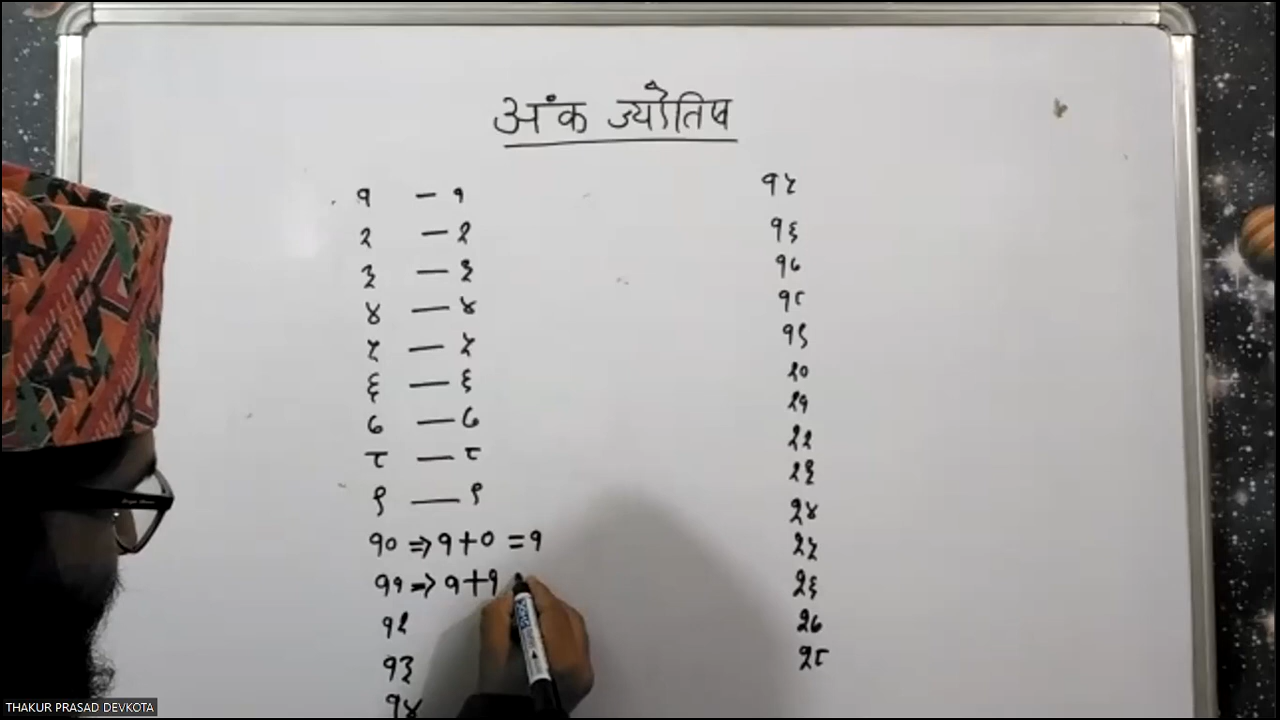 अंक ज्योतिष
१ — १
२ — २
३ — ३
४ — ४
५ — ५
६ — ६
७ — ७
८ — ८
९ — ९
१० ⇒ १+० = १
११ ⇒ १+१
१२
१३
१४
१५
१६
१७
१८
१९
२०
२१
२२
२३
२४
२५
२६
२७
२८
THAKUR PRASAD DEVKOTA